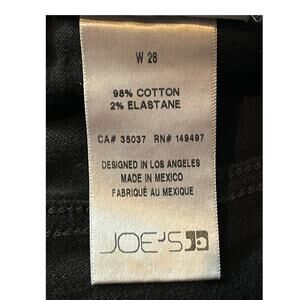 W 28
98% COTTON
2% ELASTANE
CA# 35037 RN# 149497
DESIGNED IN LOS ANGELES
MADE IN MEXICO
FABRIQUÉ AU MEXIQUE
JOE'S